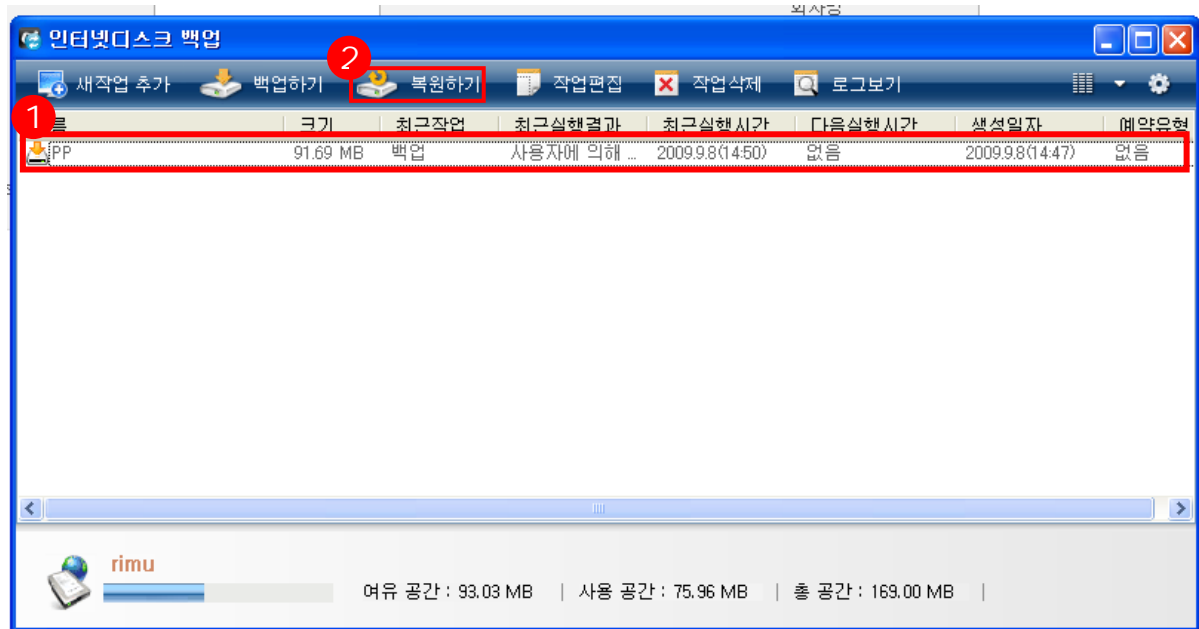 회사명
인터넷디스크 백업
2
새작업 추가 백업하기 복원하기 작업편집 작업삭제 로그보기
1
크기 최근작업 최근실행결과 최근실행시간 다음실행시간 생성일자 예약유형
PP 91.69 MB 백업 사용자에 의해 ... 2009.9.8(14:50) 없음 2009.9.8(14:47) 없음
rimu
여유 공간 : 93.03 MB | 사용 공간 : 75.96 MB | 총 공간 : 169.00 MB |